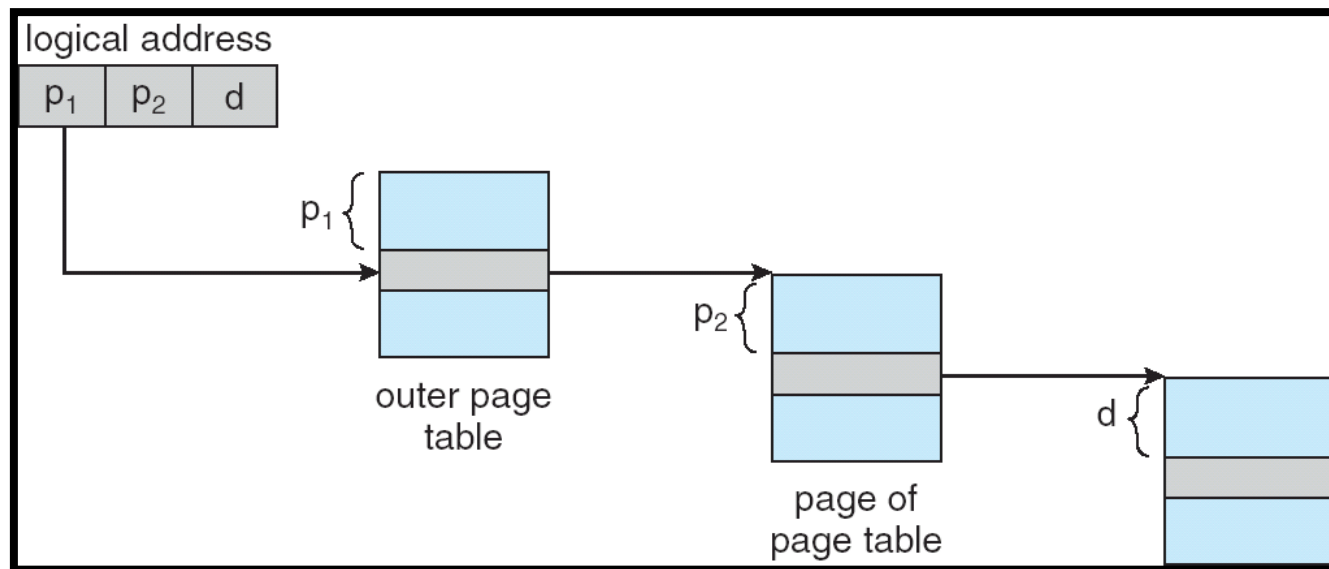 logical address
p₁ p₂ d
p₁
outer page
table
p₂
page of
page table
d